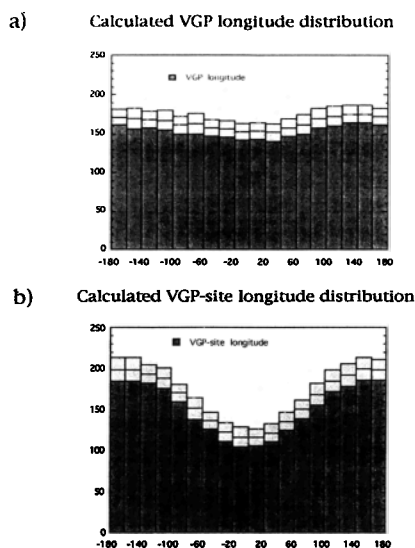 a) Calculated VGP longitude distribution
250
VGP longitude
200
150
100
50
0
-180 -140 -100 -60 -20 20 60 100 140 180
b) Calculated VGP-site longitude distribution
250
VGP-site longitude
200
150
100
50
0
-180 -140 -100 -60 -20 20 60 100 140 180